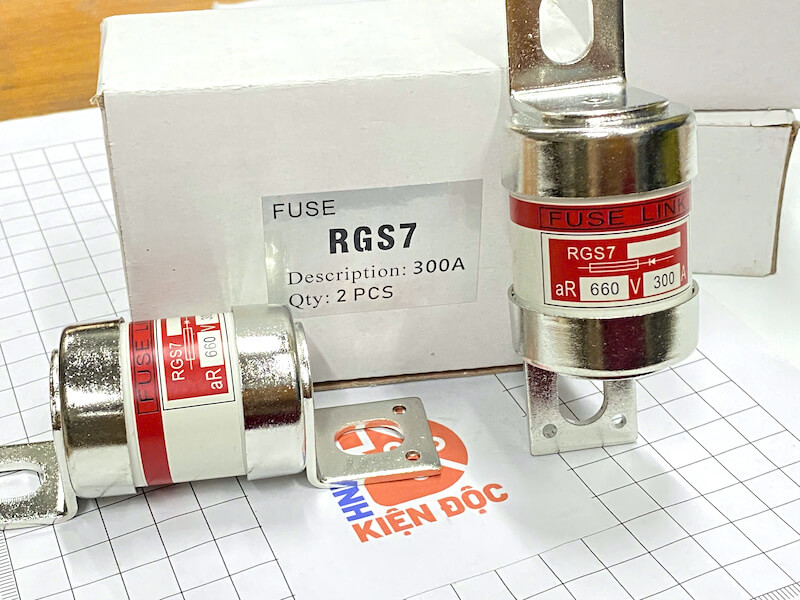 FUSE
RGS7
Description: 300A
Qty: 2 PCS
FUSE LINK
RGS7
aR 660 V 300 A
FUSE LINK
RGS7
aR 660 V
KIỆN ĐỘC